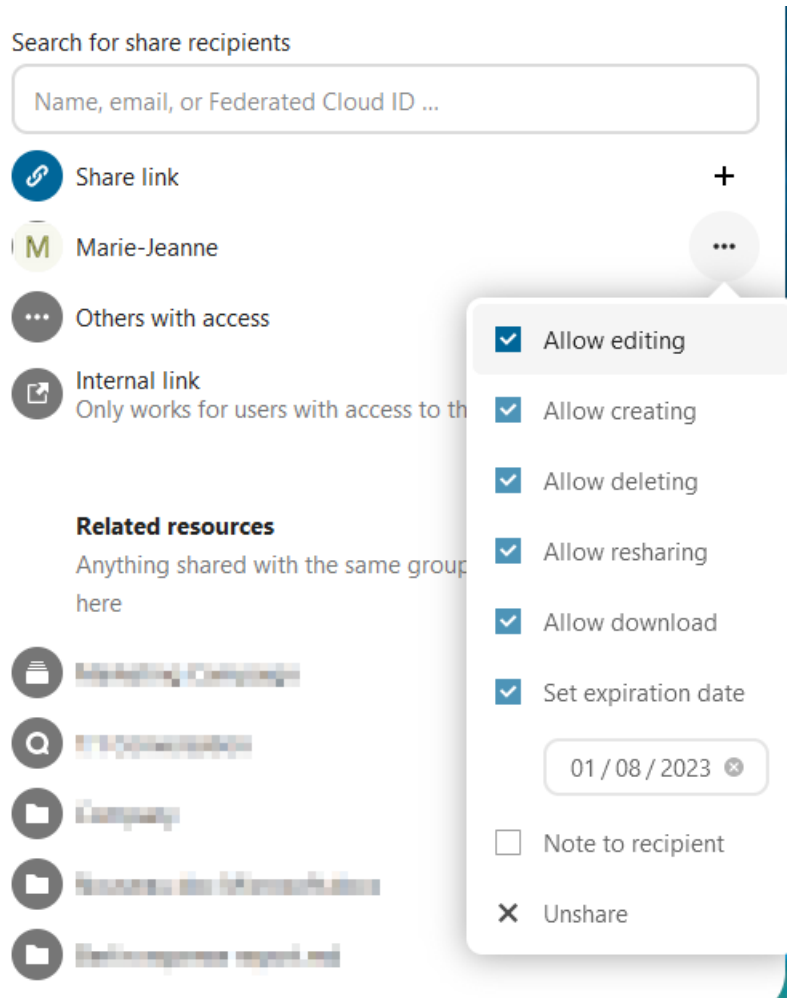 Search for share recipients
Name, email, or Federated Cloud ID ...
Share link
M Marie-Jeanne
Others with access
Internal link
Only works for users with access to th
Allow editing
Allow creating
Allow deleting
Allow resharing
Allow download
Set expiration date
01 / 08 / 2023
Note to recipient
Unshare
Related resources
Anything shared with the same group
here